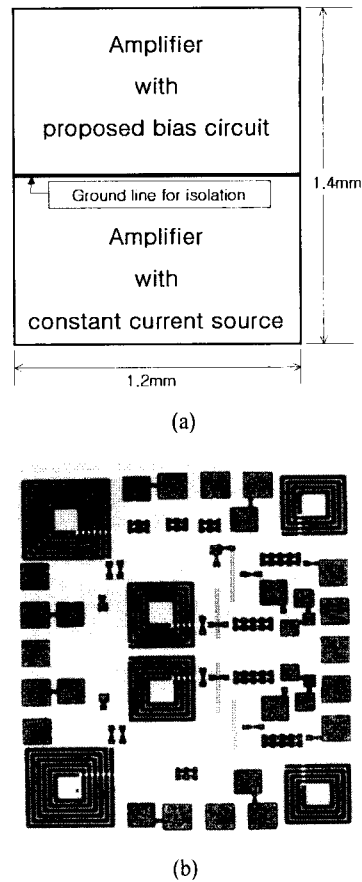 Amplifier
with
proposed bias circuit
Ground line for isolation
1.4mm
Amplifier
with
constant current source
1.2mm
(a)
(b)